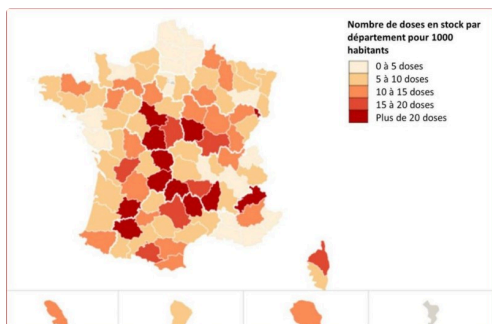 Nombre de doses en stock par
département pour 1000
habitants
0 à 5 doses
5 à 10 doses
10 à 15 doses
15 à 20 doses
Plus de 20 doses